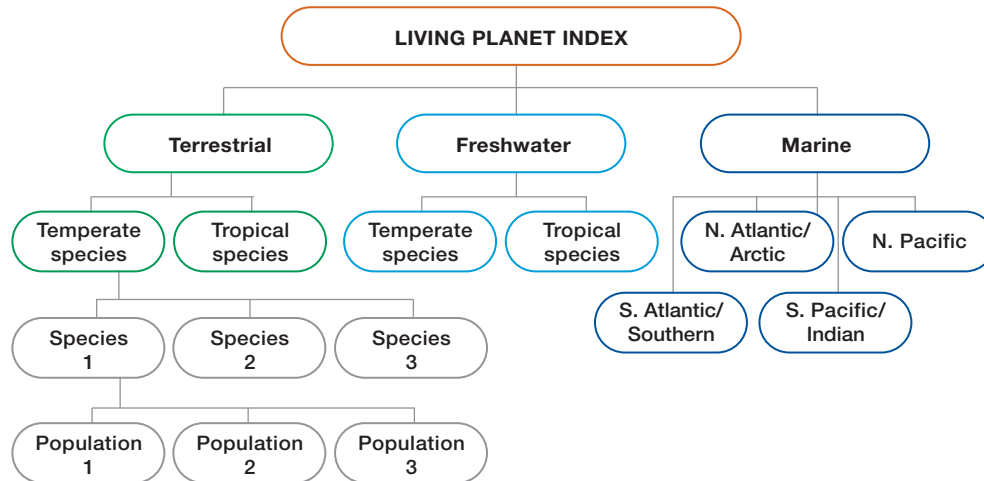 LIVING PLANET INDEX
Terrestrial
Freshwater
Marine
Temperate
species
Tropical
species
Temperate
species
Tropical
species
N. Atlantic/
Arctic
N. Pacific
S. Atlantic/
Southern
S. Pacific/
Indian
Species
1
Species
2
Species
3
Population
1
Population
2
Population
3